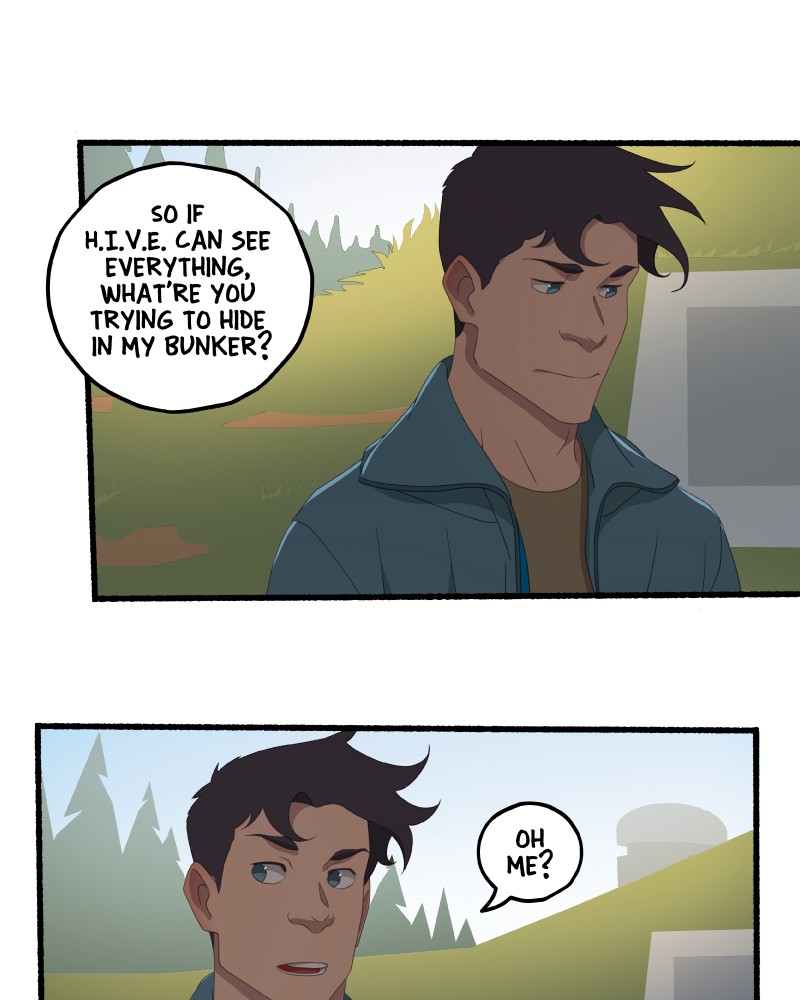 SO IF
H.I.V.E. CAN SEE
EVERYTHING,
WHAT'RE YOU
TRYING TO HIDE
IN MY BUNKER?
OH
ME?